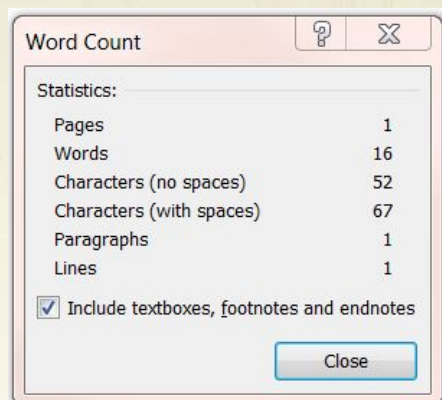 Word Count
Statistics:
Pages 1
Words 16
Characters (no spaces) 52
Characters (with spaces) 67
Paragraphs 1
Lines 1
Include textboxes, footnotes and endnotes
Close